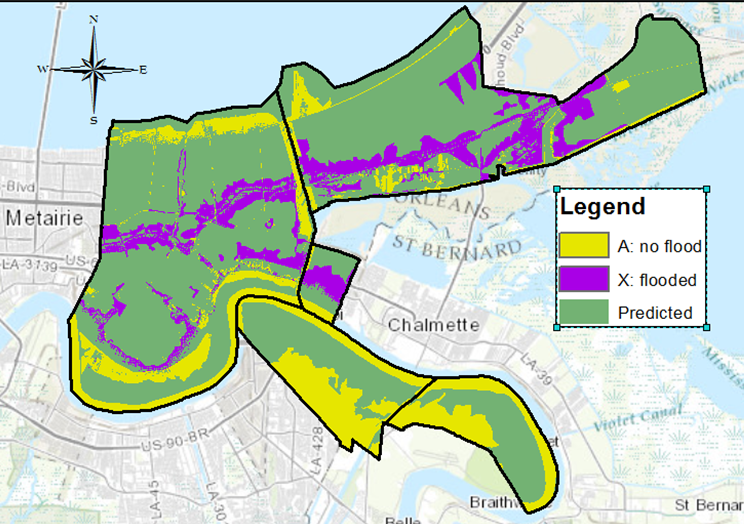 N
W E
S
houd Blvd
-Blvd
Metairie
LA-3139
US-6
ORLEANS
ST BERNARD
Legend
A: no flood
X: flooded
Predicted
Chalmette
LA-39
US-90-BR
LA-428
LA-45
LA-30
Violet Canal
Mississ
Braithw
Belle
St Bernar